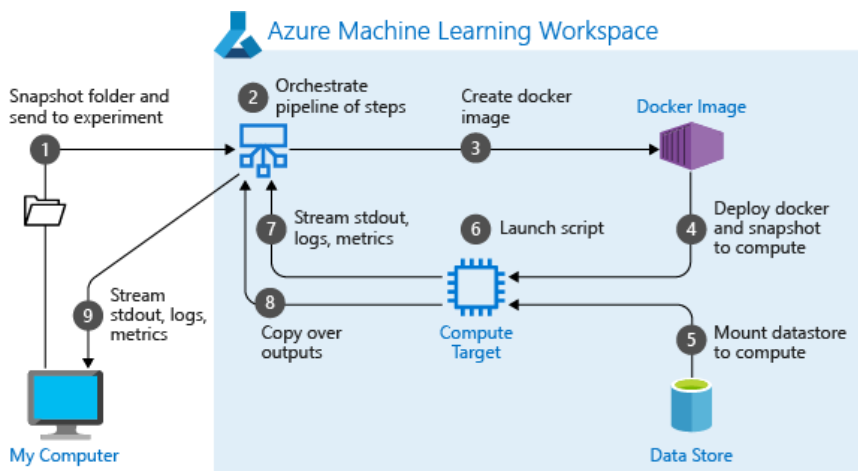 Azure Machine Learning Workspace
Snapshot folder and
send to experiment
1
2
Orchestrate
pipeline of steps
Create docker
image
3
Docker Image
4
Deploy docker
and snapshot
to compute
5
Mount datastore
to compute
Data Store
6
Launch script
Compute
Target
7
Stream stdout,
logs, metrics
8
Copy over
outputs
9
Stream
stdout, logs,
metrics
My Computer